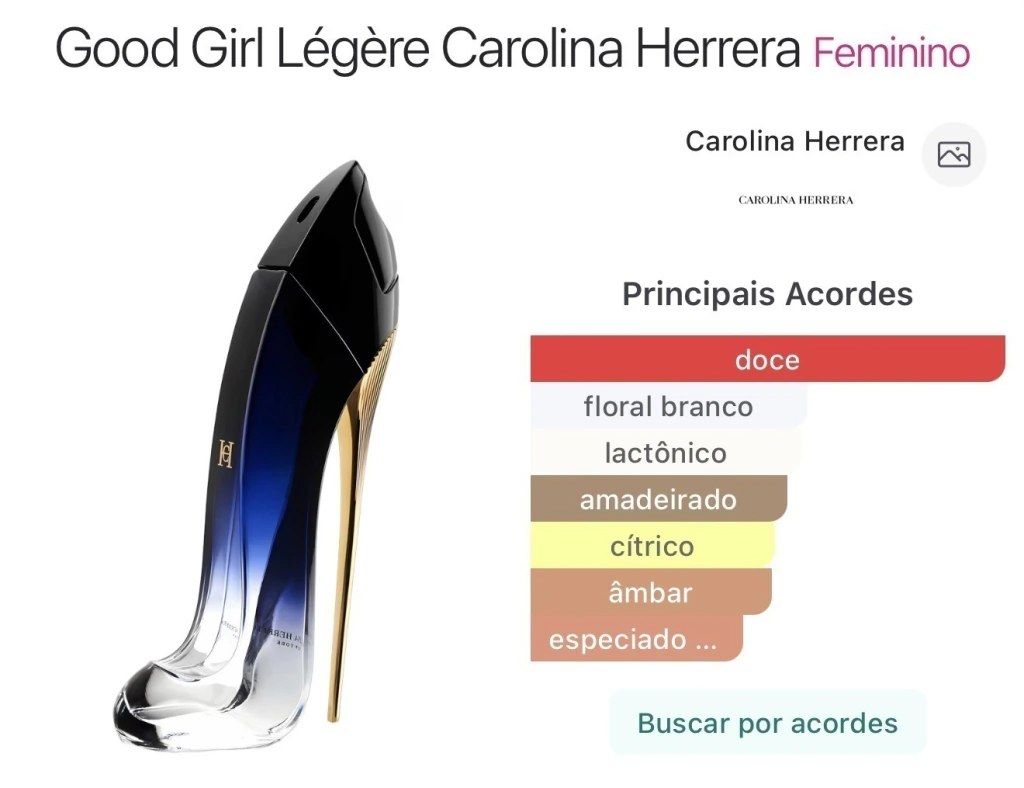 Good Girl Légère Carolina Herrera Feminino
Carolina Herrera
CAROLINA HERRERA
Principais Acordes
doce
floral branco
lactônico
amadeirado
cítrico
âmbar
especiado ...
Buscar por acordes